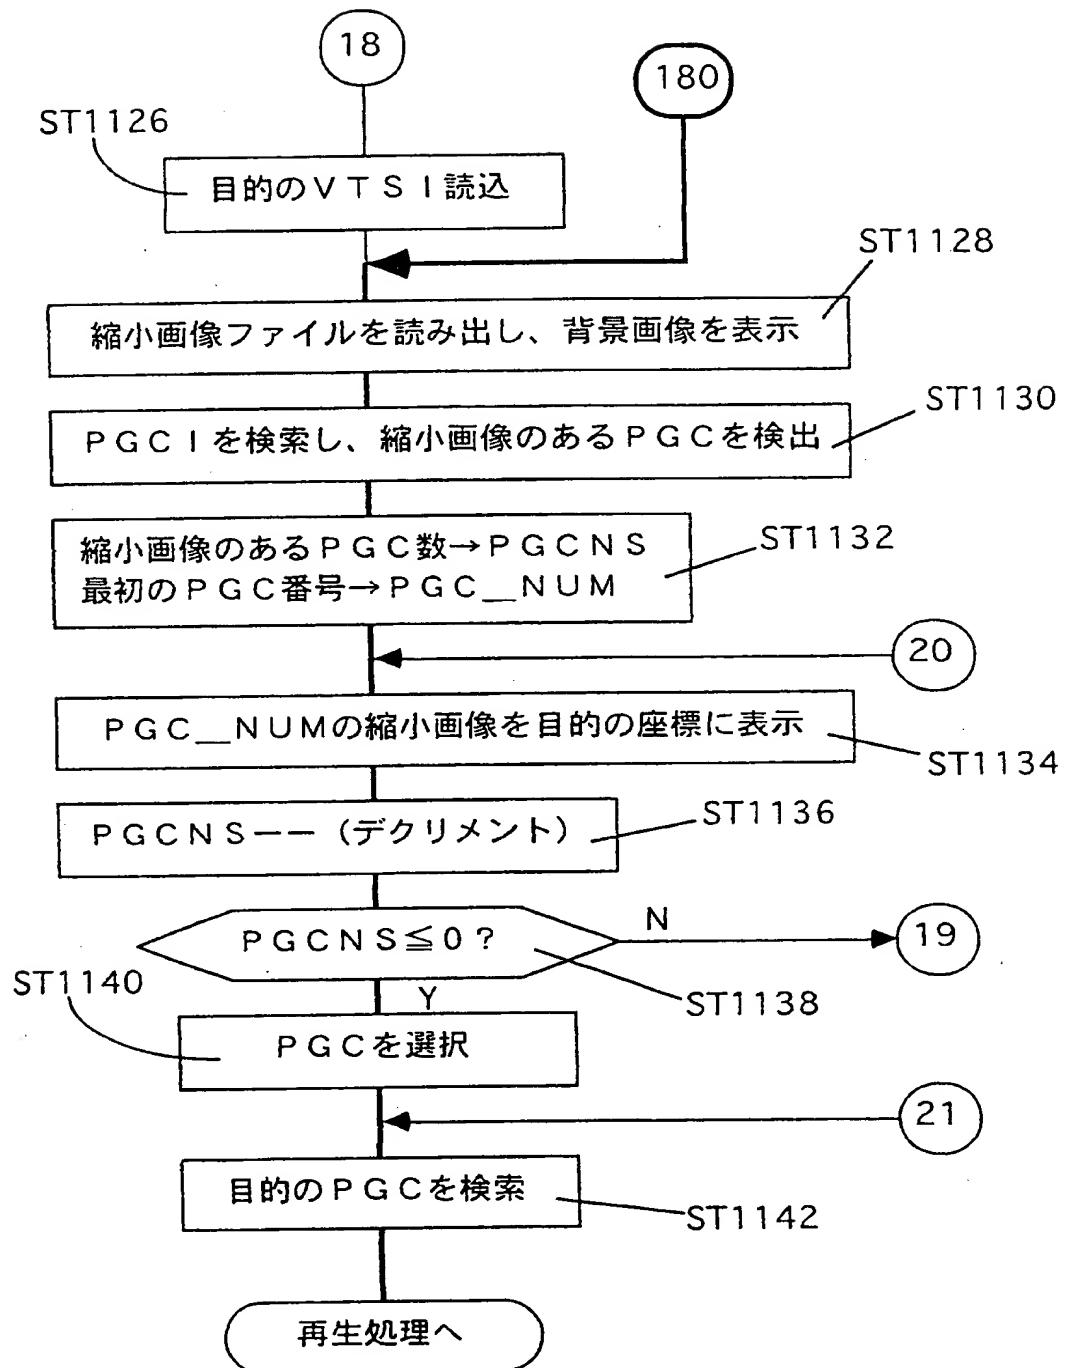 18
180
ST1126
目的のＶＴＳＩ読込
ST1128
縮小画像ファイルを読み出し、背景画像を表示
ST1130
ＰＧＣＩを検索し、縮小画像のあるＰＧＣを検出
縮小画像のあるＰＧＣ数→ＰＧＣＮＳ
最初のＰＧＣ番号→ＰＧＣ＿ＮＵＭ
ST1132
20
ＰＧＣ＿ＮＵＭの縮小画像を目的の座標に表示
ST1134
ＰＧＣＮＳーー（デクリメント）
ST1136
ＰＧＣＮＳ≦０？
N
19
ST1138
Y
ST1140
ＰＧＣを選択
21
目的のＰＧＣを検索
ST1142
再生処理へ